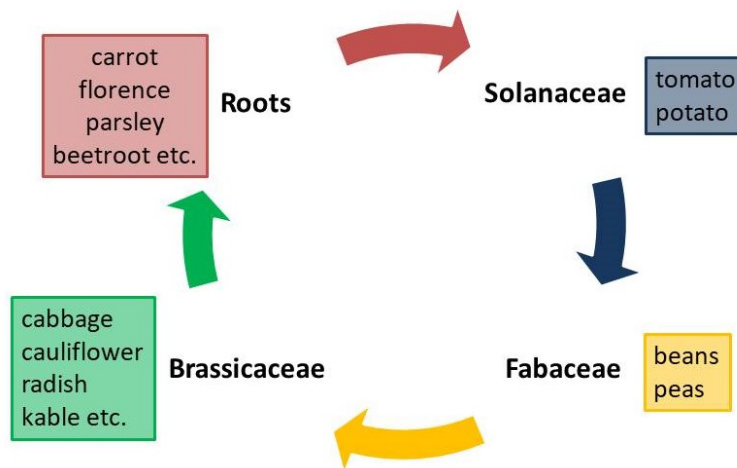 carrot
florence
parsley
beetroot etc.
Roots
Solanaceae
tomato
potato
cabbage
cauliflower
radish
kable etc.
Brassicaceae
Fabaceae
beans
peas